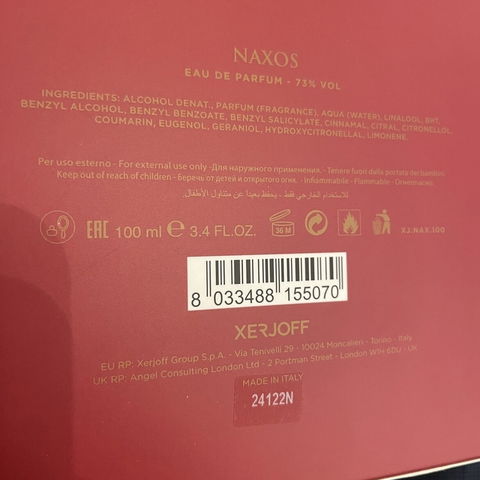 NAXOS
EAU DE PARFUM - 73% VOL
INGREDIENTS: ALCOHOL DENAT., PARFUM (FRAGRANCE), AQUA (WATER), LINALOOL, BHT,
BENZYL ALCOHOL, BENZYL BENZOATE, BENZYL SALICYLATE, CINNAMAL, CITRAL, CITRONELLOL,
COUMARIN, EUGENOL, GERANIOL, HYDROXYCITRONELLAL, LIMONENE.
Per uso esterno - For external use only -Для наружного применения. - Tenere fuori dalla portata dei bambini.
Keep out of reach of children - Беречь от детей и открытого огня. - Infiammabile - Flammable - Огнеопасно.
للاستعمال الخارجي فقط - يحفظ بعيداً عن متناول الأطفال.
EAC 100 ml ℮ 3.4 FL.OZ. 36 M XJ.NAX.100
8 033488 155070
XERJOFF
EU RP: Xerjoff Group S.p.A. - Via Tenivelli 29 - 10024 Moncalieri - Torino - Italy
UK RP: Angel Consulting London Ltd - 2 Portman Street - London W1H 6DU - UK
MADE IN ITALY
24122N